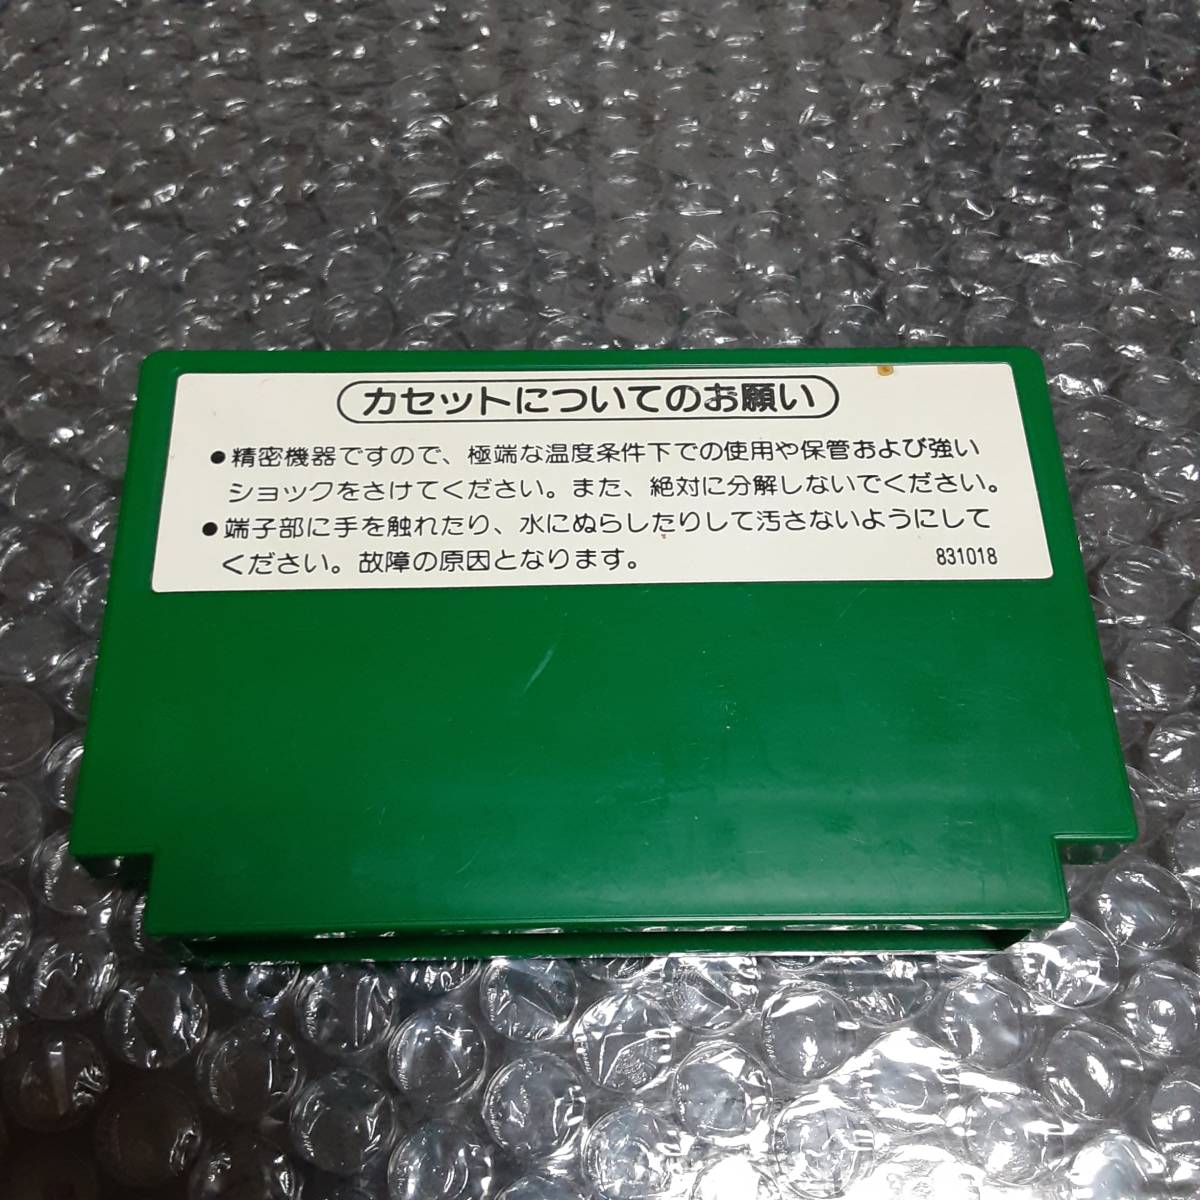 カセットについてのお願い
●精密機器ですので、極端な温度条件下での使用や保管および強い
ショックをさけてください。また、絶対に分解しないでください。
●端子部に手を触れたり、水にぬらしたりして汚さないようにして
ください。故障の原因となります。 831018